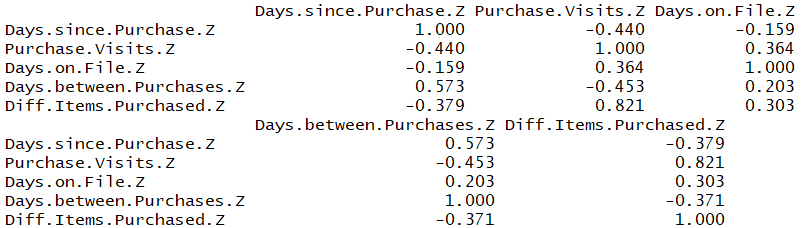 Days.since.Purchase.Z Purchase.Visits.Z Days.on.File.Z
Days.since.Purchase.Z 1.000 -0.440 -0.159
Purchase.Visits.Z -0.440 1.000 0.364
Days.on.File.Z -0.159 0.364 1.000
Days.between.Purchases.Z 0.573 -0.453 0.203
Diff.Items.Purchased.Z -0.379 0.821 0.303
Days.between.Purchases.Z Diff.Items.Purchased.Z
Days.since.Purchase.Z 0.573 -0.379
Purchase.Visits.Z -0.453 0.821
Days.on.File.Z 0.203 0.303
Days.between.Purchases.Z 1.000 -0.371
Diff.Items.Purchased.Z -0.371 1.000